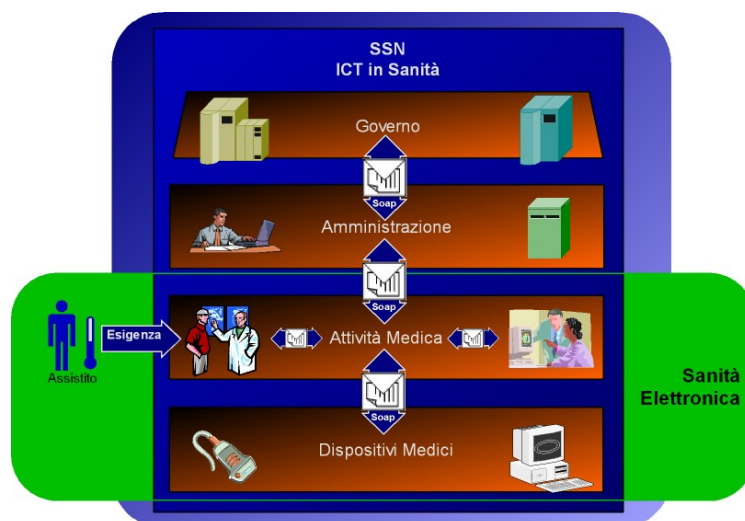 SSN
ICT in Sanità
Governo
Soap
Amministrazione
Soap
Esigenza
Assistito
Attività Medica
Sanità
Elettronica
Soap
Dispositivi Medici